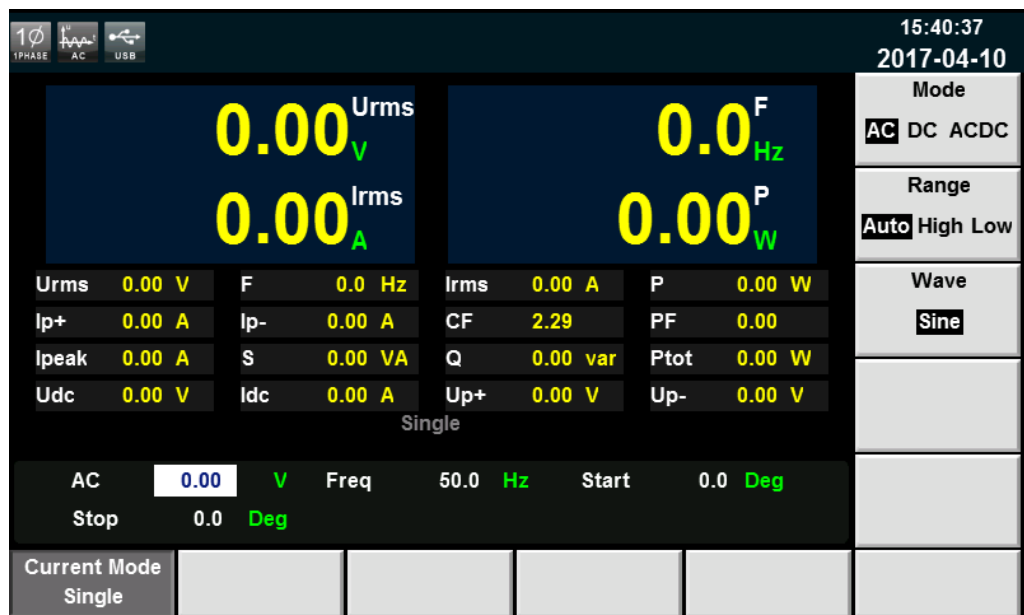 1Ø 1PHASE AC USB 15:40:37
2017-04-10
Mode
AC DC ACDC
Range
Auto High Low
Wave
Sine
0.00 Urms V 0.0 F Hz
0.00 Irms A 0.00 P W
Urms 0.00 V F 0.0 Hz Irms 0.00 A P 0.00 W
Ip+ 0.00 A Ip- 0.00 A CF 2.29 PF 0.00
Ipeak 0.00 A S 0.00 VA Q 0.00 var Ptot 0.00 W
Udc 0.00 V Idc 0.00 A Up+ 0.00 V Up- 0.00 V
Single
AC 0.00 V Freq 50.0 Hz Start 0.0 Deg
Stop 0.0 Deg
Current Mode
Single